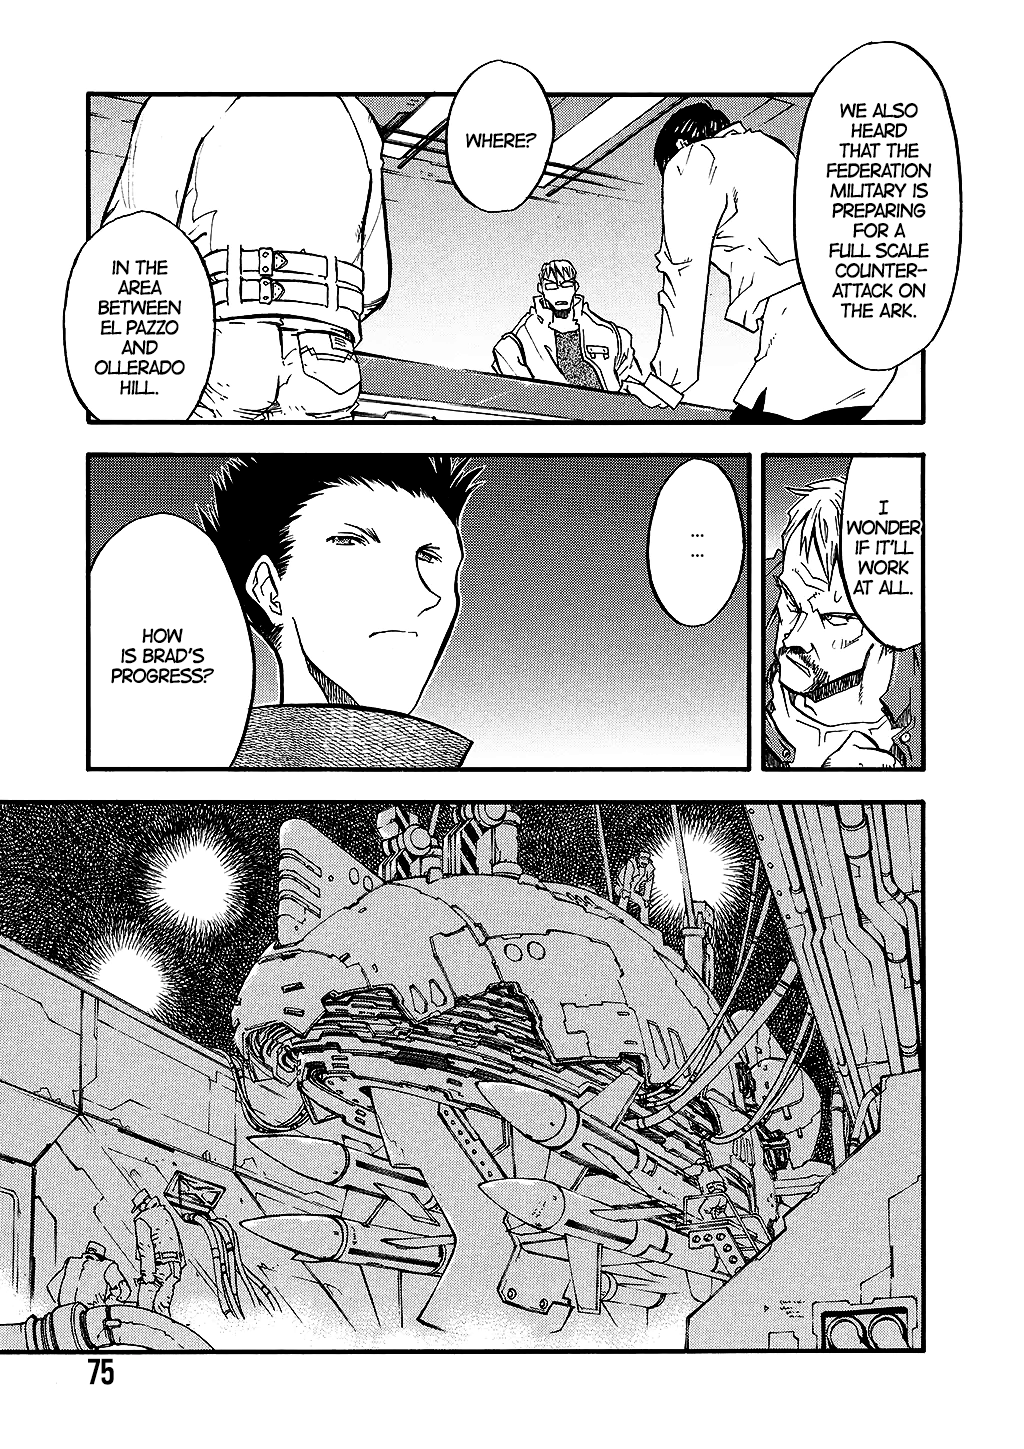 WE ALSO
HEARD
THAT THE
FEDERATION
MILITARY IS
PREPARING
FOR A
FULL SCALE
COUNTER-
ATTACK ON
THE ARK.
WHERE?
IN THE
AREA
BETWEEN
EL PAZZO
AND
OLLERADO
HILL.
I
WONDER
IF IT'LL
WORK
AT ALL.
...
...
HOW
IS BRAD'S
PROGRESS?
75